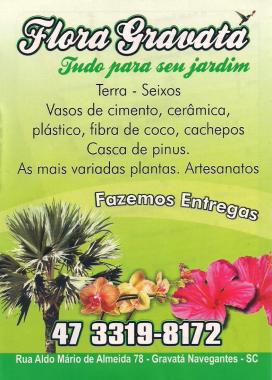 Flora Gravatá
Tudo para seu jardim
Terra - Seixos
Vasos de cimento, cerâmica,
plástico, fibra de coco, cachepos
Casca de pinus.
As mais variadas plantas. Artesanatos
Fazemos Entregas
47 3319-8172
Rua Aldo Mário de Almeida 78 - Gravatá Navegantes - SC